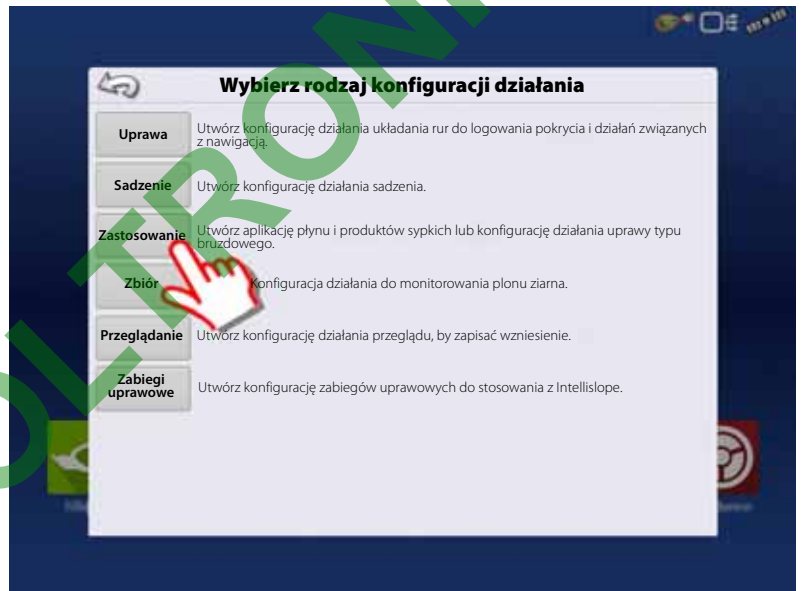 Wybierz rodzaj konfiguracji działania
Uprawa
Utwórz konfigurację działania układania rur do logowania pokrycia i działań związanych
z nawigacją.
Sadzenie
Utwórz konfigurację działania sadzenia.
Zastosowanie
Utwórz aplikację płynu i produktów sypkich lub konfigurację działania uprawy typu
bruzdowego.
Zbiór
Konfiguracja działania do monitorowania plonu ziarna.
Przeglądanie
Utwórz konfigurację działania przeglądu, by zapisać wzniesienie.
Zabiegi
uprawowe
Utwórz konfigurację zabiegów uprawowych do stosowania z Intellislope.
OLTRONI